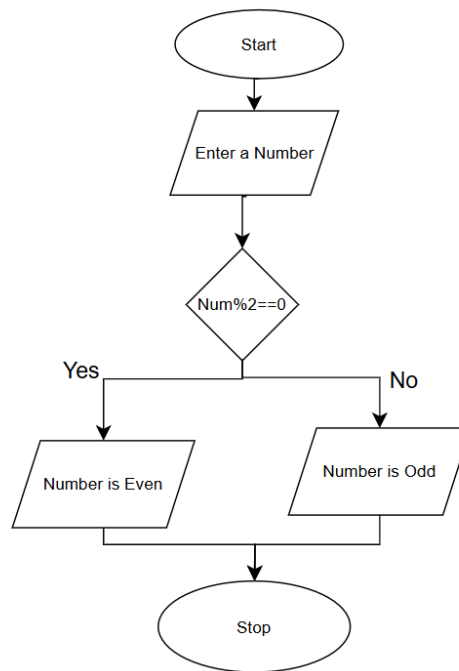 Start
Enter a Number
Num%2==0
Yes
No
Number is Even
Number is Odd
Stop